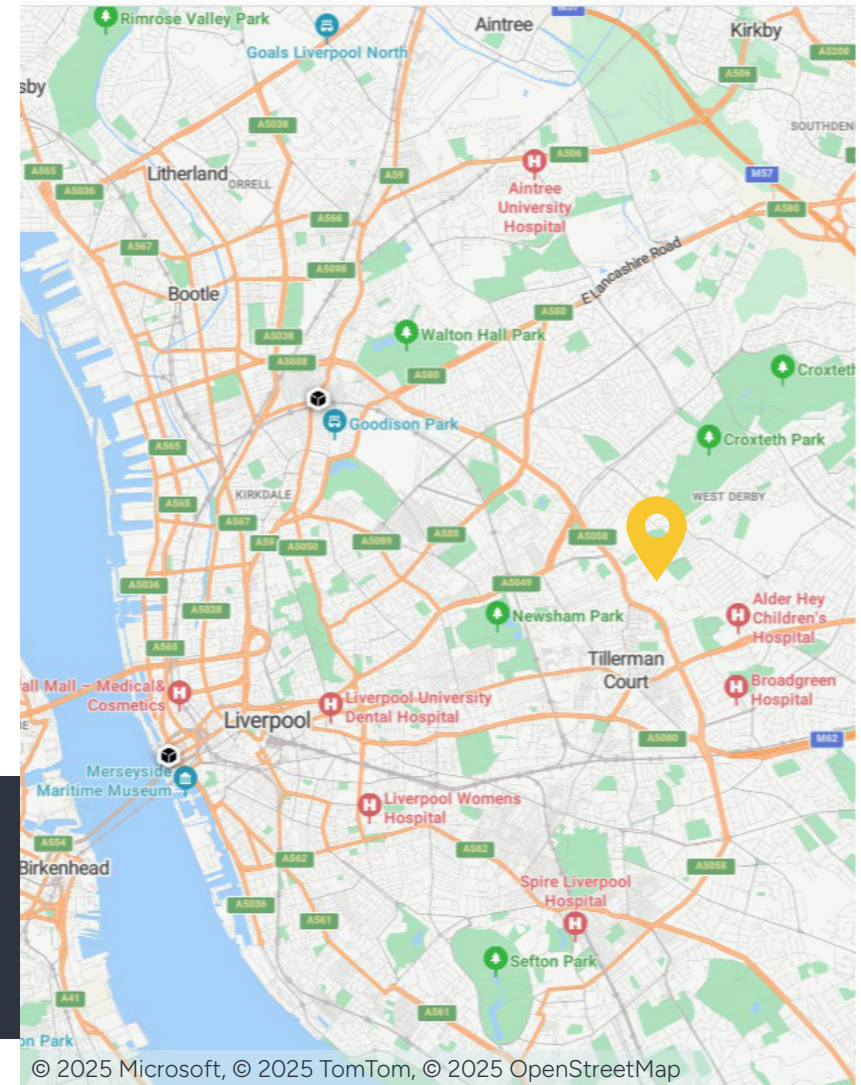 Rimrose Valley Park
Aintree
Kirkby
Goals Liverpool North
A5208
A506
sby
A5038
SOUTHDEN
Litherland
ORRELL
A565
A5036
A59
A506
Aintree
University
Hospital
M57
A580
A566
A567
A5098
E Lancashire Road
Bootle
A580
Walton Hall Park
A5038
A5058
A580
Croxteth
Goodison Park
Croxteth Park
A565
KIRKDALE
WEST DERBY
A565
A567
A59
A5050
A5089
A580
A5058
A5036
A5049
A5038
Newsham Park
Alder Hey
Children's
Hospital
A565
Tillerman
Court
all Mall – Medical&
Cosmetics
Liverpool University
Dental Hospital
Broadgreen
Hospital
Liverpool
A5080
M62
Merseyside
Maritime Museum
Liverpool Womens
Hospital
A554
A562
A562
Birkenhead
A5058
Spire Liverpool
Hospital
A5036
A561
Sefton Park
A41
A561
on Park
© 2025 Microsoft, © 2025 TomTom, © 2025 OpenStreetMap